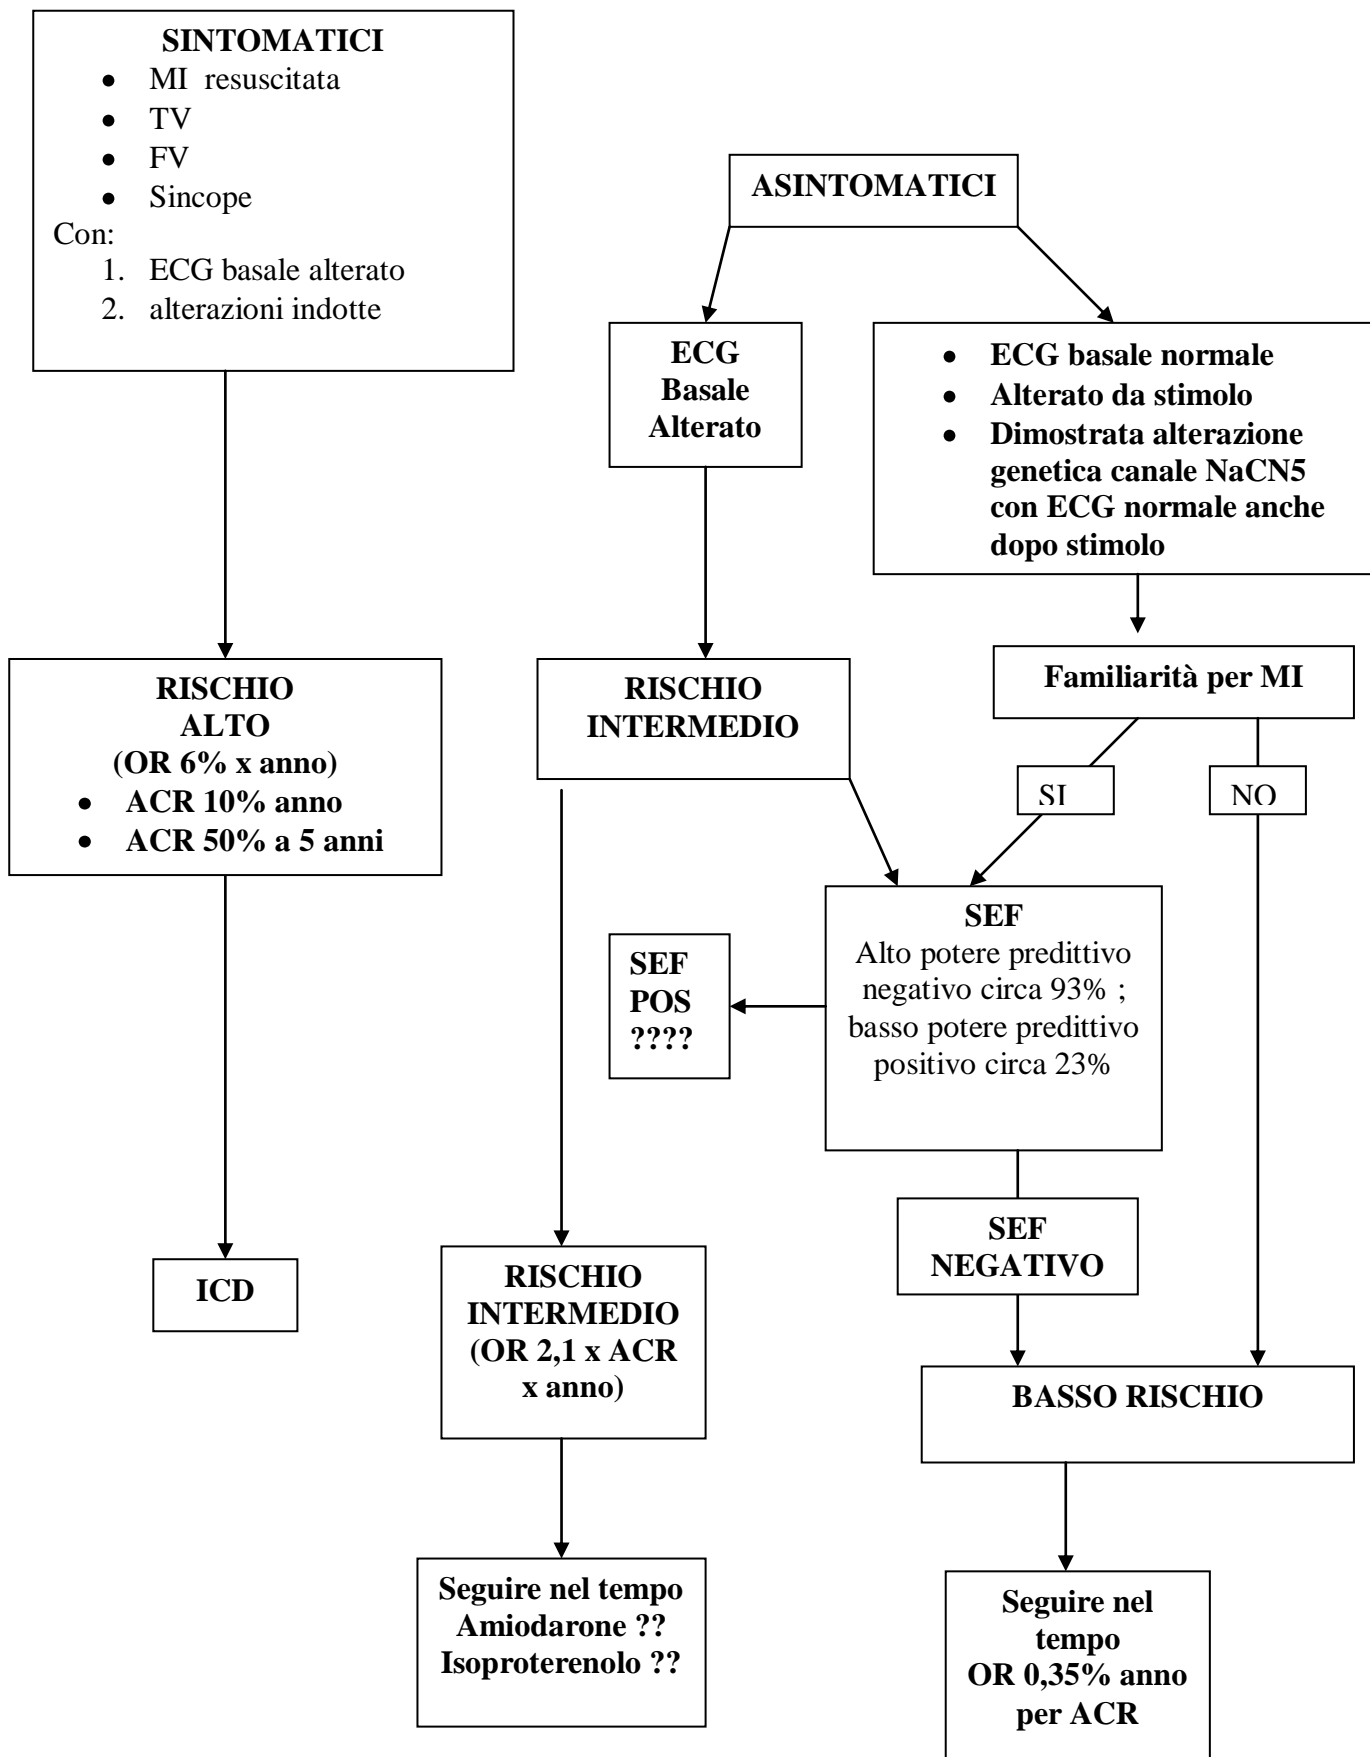 SINTOMATICI
• MI resuscitata
• TV
• FV
• Sincope
Con:
1. ECG basale alterato
2. alterazioni indotte
ASINTOMATICI
ECG
Basale
Alterato
• ECG basale normale
• Alterato da stimolo
• Dimostrata alterazione
genetica canale NaCN5
con ECG normale anche
dopo stimolo
RISCHIO
ALTO
(OR 6% x anno)
• ACR 10% anno
• ACR 50% a 5 anni
RISCHIO
INTERMEDIO
Familiarità per MI
SI
NO
SEF
Alto potere predittivo
negativo circa 93% ;
basso potere predittivo
positivo circa 23%
SEF
POS
????
SEF
NEGATIVO
ICD
RISCHIO
INTERMEDIO
(OR 2,1 x ACR
x anno)
BASSO RISCHIO
Seguire nel tempo
Amiodarone ??
Isoproterenolo ??
Seguire nel
tempo
OR 0,35% anno
per ACR